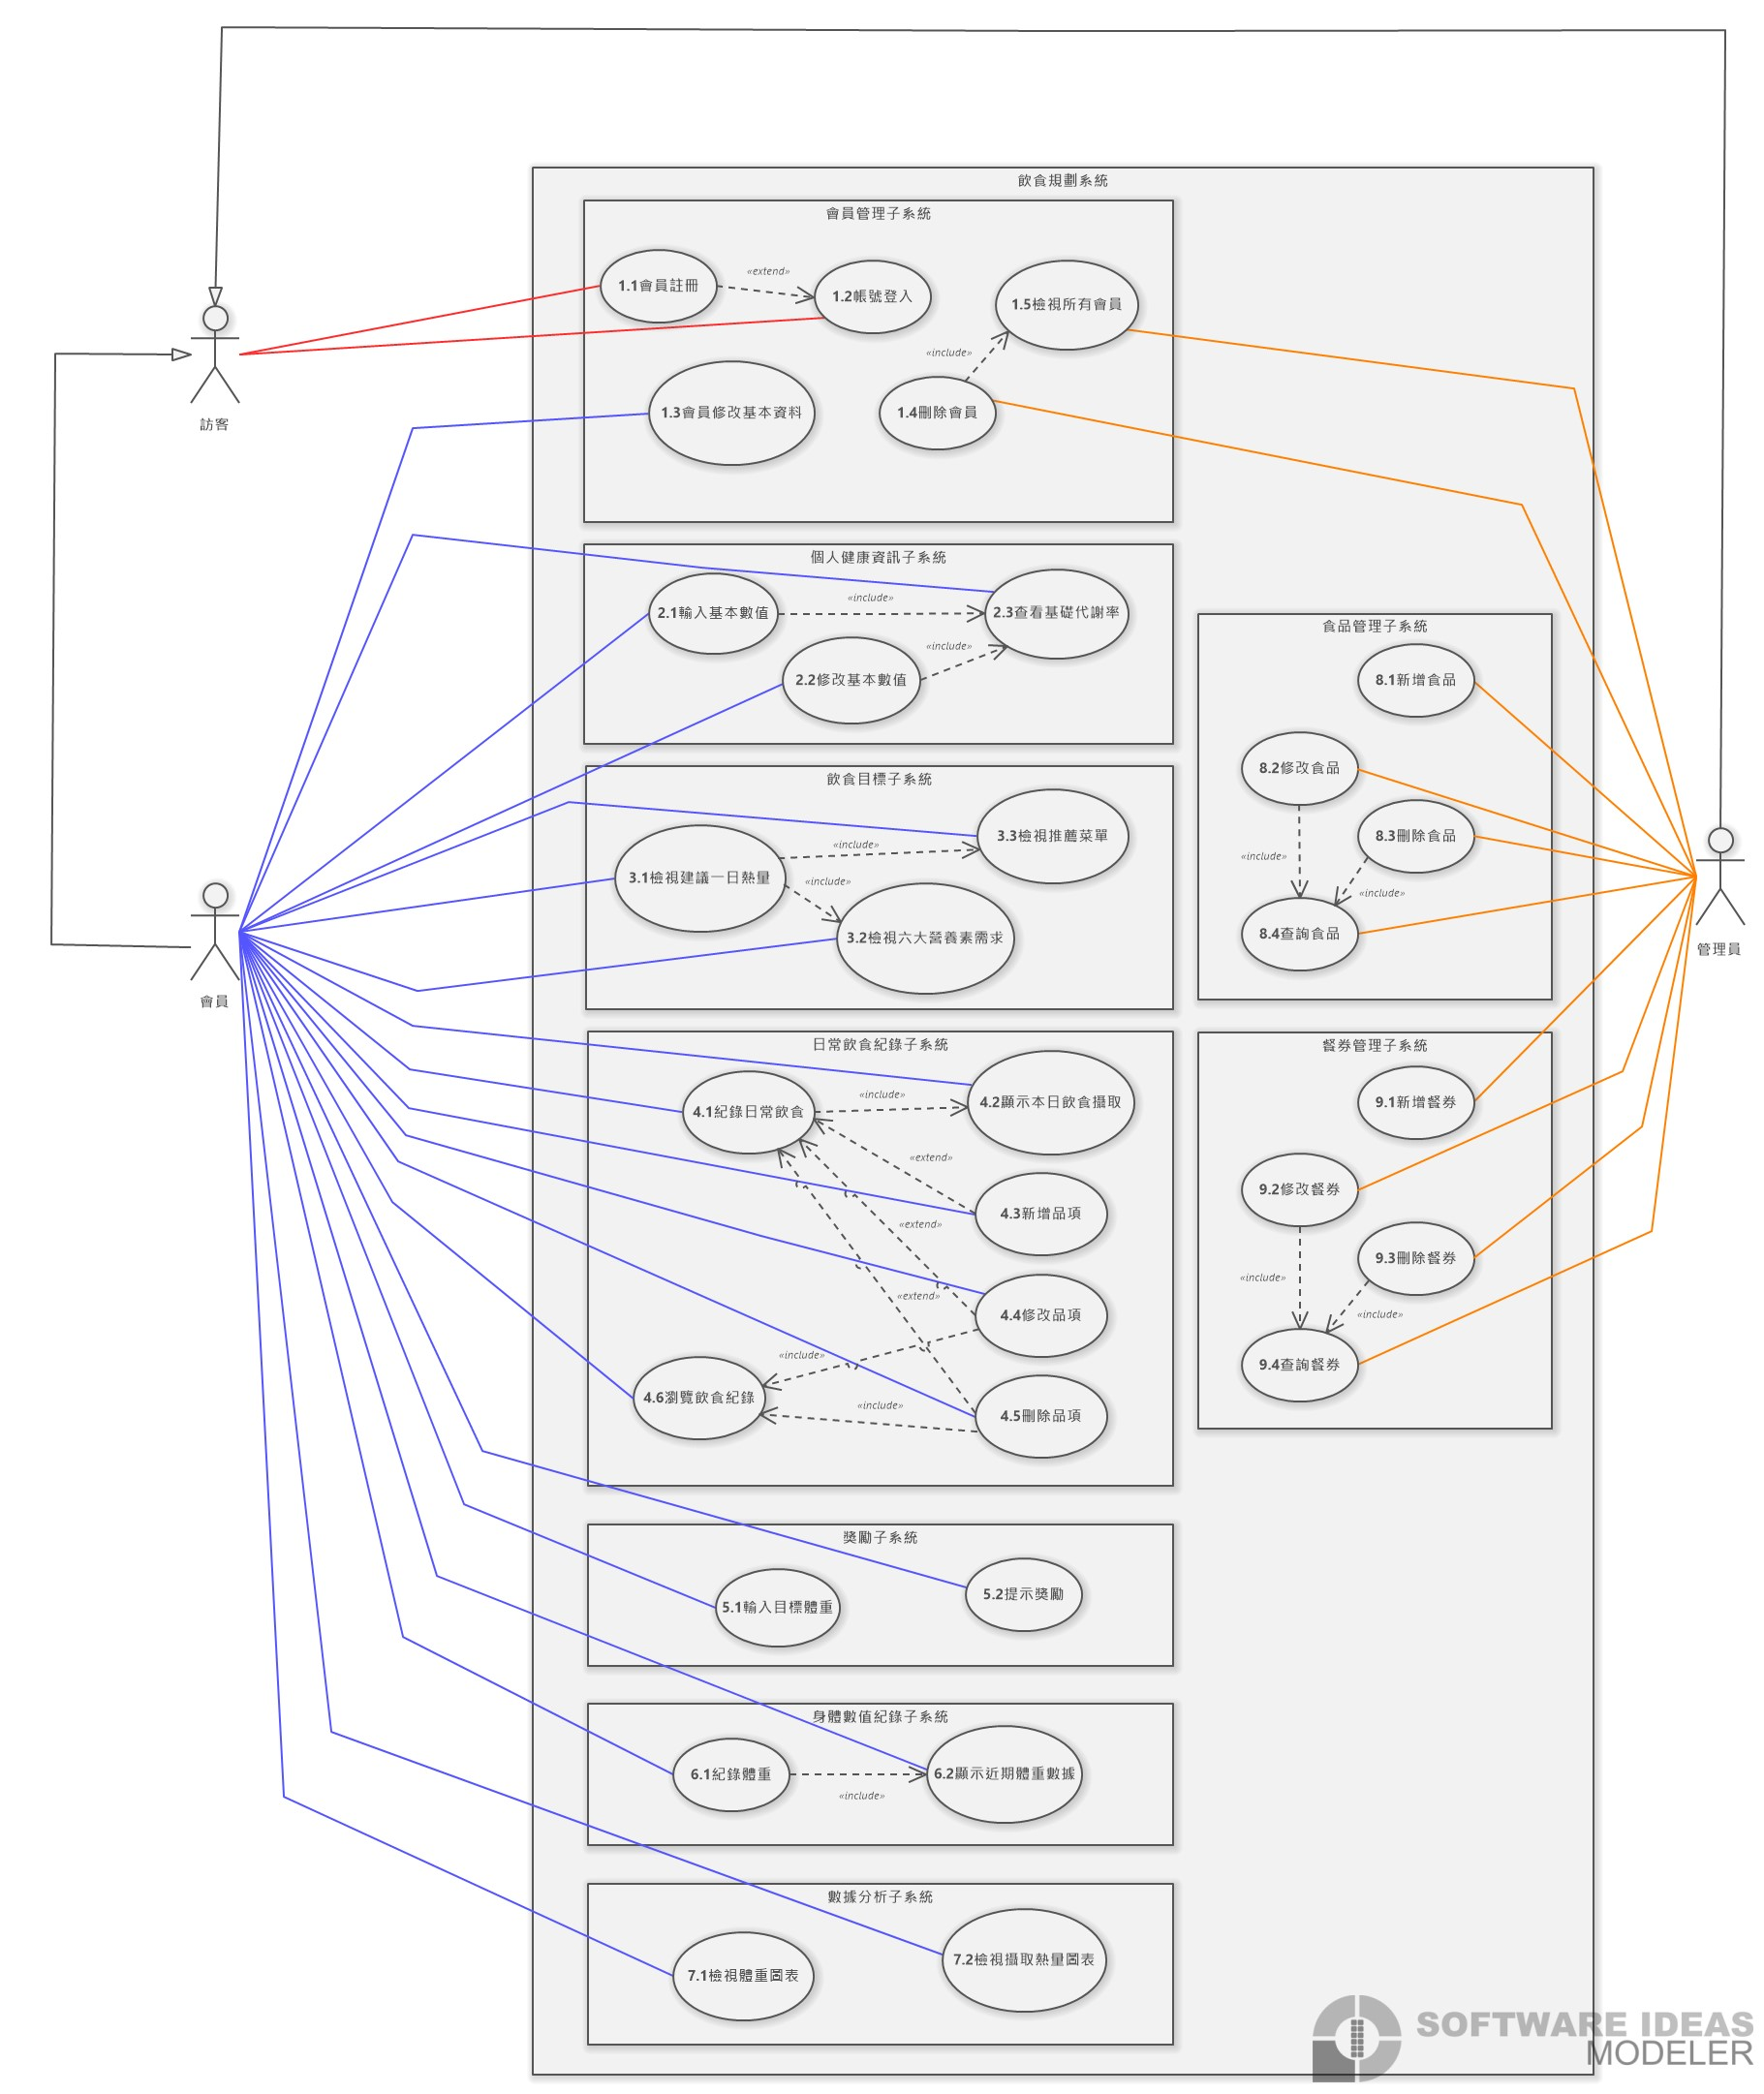 飲食規劃系統
會員管理子系統
1.1會員註冊
«extend»
1.2帳號登入
1.5檢視所有會員
«include»
1.3會員修改基本資料
1.4刪除會員
訪客
個人健康資訊子系統
2.1輸入基本數值
«include»
2.3查看基礎代謝率
2.2修改基本數值
«include»
飲食目標子系統
3.1檢視建議一日熱量
«include»
3.3檢視推薦菜單
«include»
3.2檢視六大營養素需求
會員
日常飲食紀錄子系統
4.1紀錄日常飲食
«include»
4.2顯示本日飲食攝取
«extend»
4.3新增品項
«extend»
«extend»
4.4修改品項
«include»
4.6瀏覽飲食紀錄
«include»
4.5刪除品項
獎勵子系統
5.1輸入目標體重
5.2提示獎勵
身體數值紀錄子系統
6.1紀錄體重
«include»
6.2顯示近期體重數據
數據分析子系統
7.1檢視體重圖表
7.2檢視攝取熱量圖表
食品管理子系統
8.1新增食品
8.2修改食品
8.3刪除食品
«include»
«include»
8.4查詢食品
管理員
餐券管理子系統
9.1新增餐券
9.2修改餐券
9.3刪除餐券
«include»
«include»
9.4查詢餐券
SOFTWARE IDEAS
MODELER